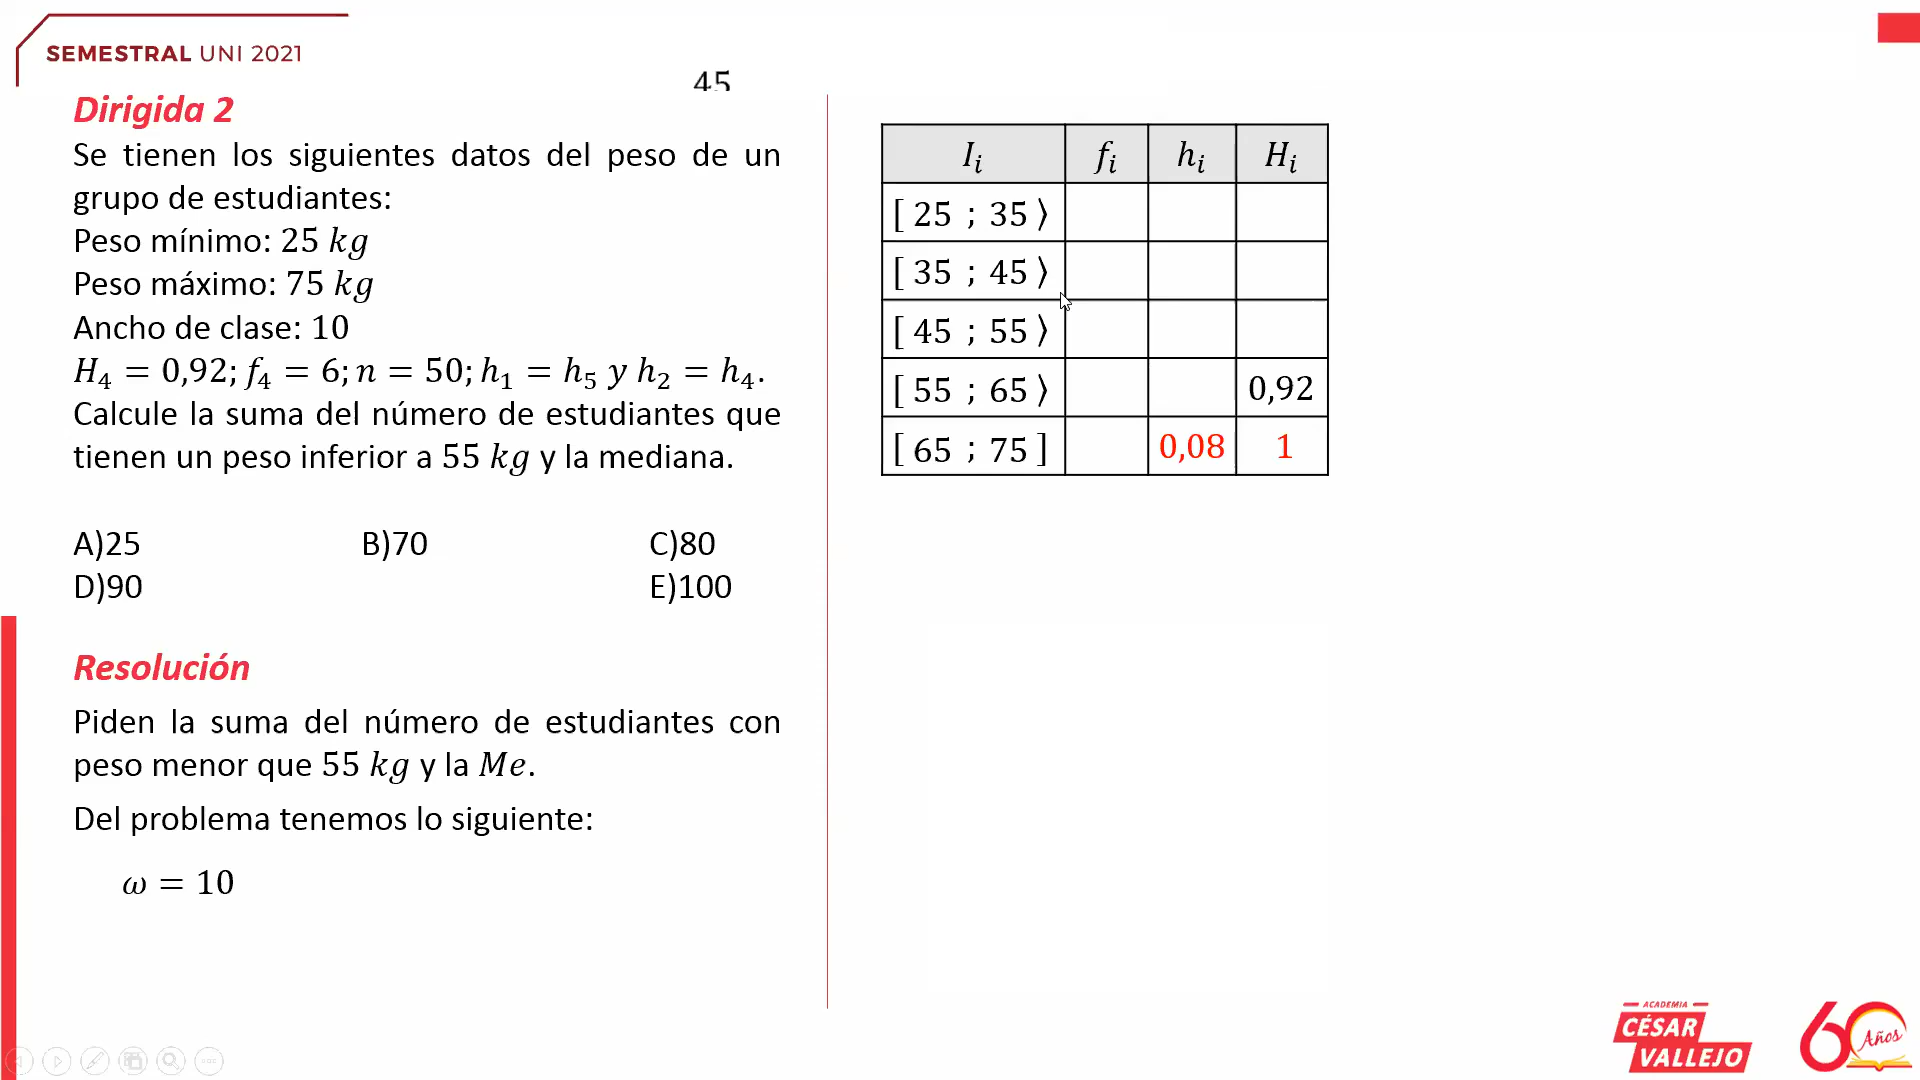 SEMESTRAL UNI 2021
45
Dirigida 2
Se tienen los siguientes datos del peso de un
grupo de estudiantes:
Peso mínimo: 25 kg
Peso máximo: 75 kg
Ancho de clase: 10
H₄ = 0,92; f₄ = 6; n = 50; h₁ = h₅ y h₂ = h₄.
Calcule la suma del número de estudiantes que
tienen un peso inferior a 55 kg y la mediana.
A)25 B)70 C)80
D)90 E)100
Resolución
Piden la suma del número de estudiantes con
peso menor que 55 kg y la Me.
Del problema tenemos lo siguiente:
ω = 10
Iᵢ fᵢ hᵢ Hᵢ
[ 25 ; 35 ⟩
[ 35 ; 45 ⟩
[ 45 ; 55 ⟩
[ 55 ; 65 ⟩ 0,92
[ 65 ; 75 ] 0,08 1
ACADEMIA
CÉSAR
VALLEJO
60 Años